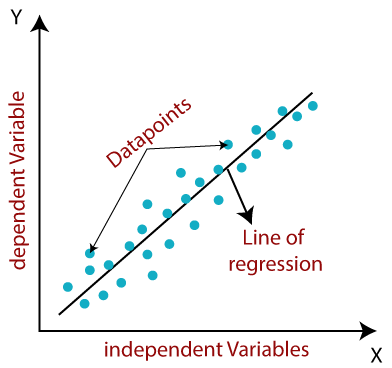 Y
dependent Variable
Datapoints
Line of
regression
independent Variables
X